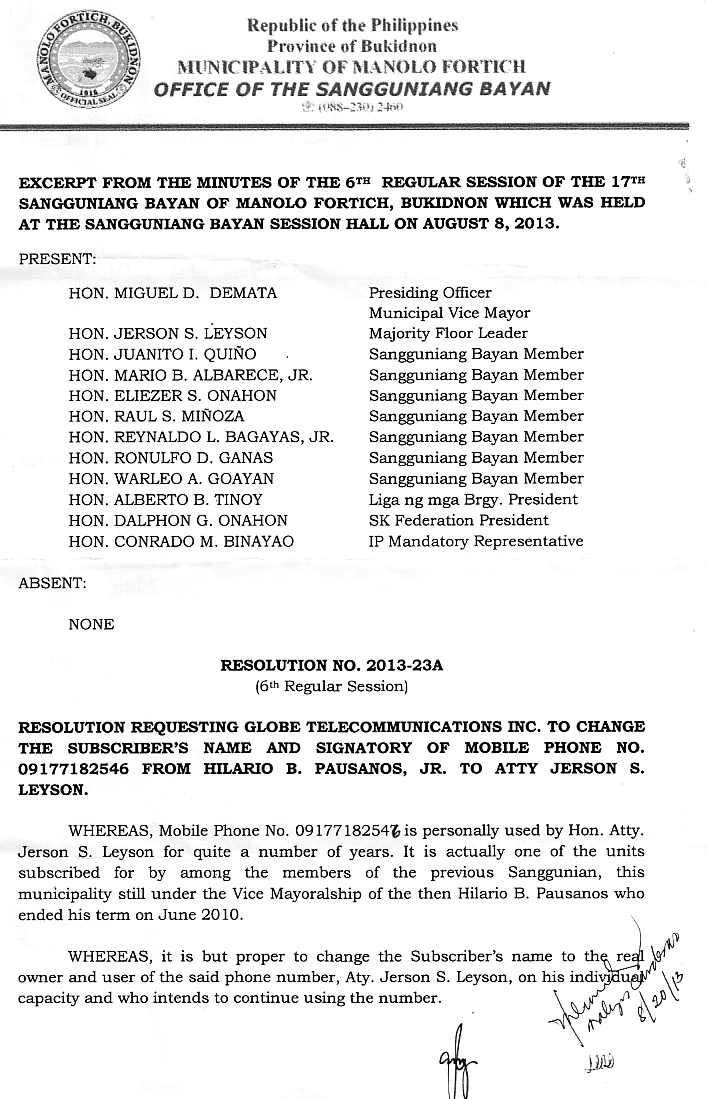 MANOLO FORTICH, BUKIDNON
1916
OFFICIAL SEAL
Republic of the Philippines
Province of Bukidnon
MUNICIPALITY OF MANOLO FORTICH
OFFICE OF THE SANGGUNIANG BAYAN
☏ (088–230) 2460
EXCERPT FROM THE MINUTES OF THE 6TH REGULAR SESSION OF THE 17TH
SANGGUNIANG BAYAN OF MANOLO FORTICH, BUKIDNON WHICH WAS HELD
AT THE SANGGUNIANG BAYAN SESSION HALL ON AUGUST 8, 2013.
PRESENT:
HON. MIGUEL D. DEMATA Presiding Officer
Municipal Vice Mayor
HON. JERSON S. LEYSON Majority Floor Leader
HON. JUANITO I. QUIÑO Sangguniang Bayan Member
HON. MARIO B. ALBARECE, JR. Sangguniang Bayan Member
HON. ELIEZER S. ONAHON Sangguniang Bayan Member
HON. RAUL S. MIÑOZA Sangguniang Bayan Member
HON. REYNALDO L. BAGAYAS, JR. Sangguniang Bayan Member
HON. RONULFO D. GANAS Sangguniang Bayan Member
HON. WARLEO A. GOAYAN Sangguniang Bayan Member
HON. ALBERTO B. TINOY Liga ng mga Brgy. President
HON. DALPHON G. ONAHON SK Federation President
HON. CONRADO M. BINAYAO IP Mandatory Representative
ABSENT:
NONE
RESOLUTION NO. 2013-23A
(6th Regular Session)
RESOLUTION REQUESTING GLOBE TELECOMMUNICATIONS INC. TO CHANGE
THE SUBSCRIBER'S NAME AND SIGNATORY OF MOBILE PHONE NO.
09177182546 FROM HILARIO B. PAUSANOS, JR. TO ATTY JERSON S.
LEYSON.
WHEREAS, Mobile Phone No. 09177182546 is personally used by Hon. Atty.
Jerson S. Leyson for quite a number of years. It is actually one of the units
subscribed for by among the members of the previous Sanggunian, this
municipality still under the Vice Mayoralship of the then Hilario B. Pausanos who
ended his term on June 2010.
WHEREAS, it is but proper to change the Subscriber's name to the real
owner and user of the said phone number, Aty. Jerson S. Leyson, on his individual
capacity and who intends to continue using the number.
8/20/13